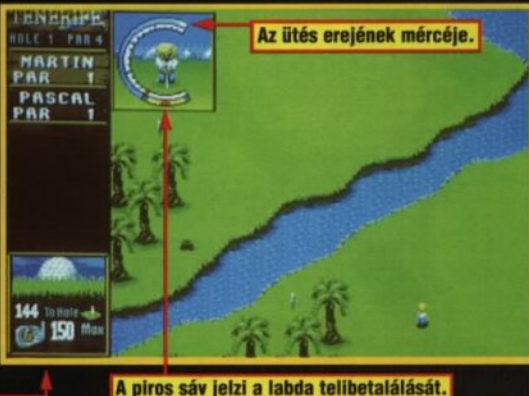 TENERIFE
HOLE 1 PAR 4
MARTIN
PAR 1
PASCAL
PAR 1
Az ütés erejének mércéje.
144 To Hole
150 Max
A piros sáv jelzi a labda telibetalálását.